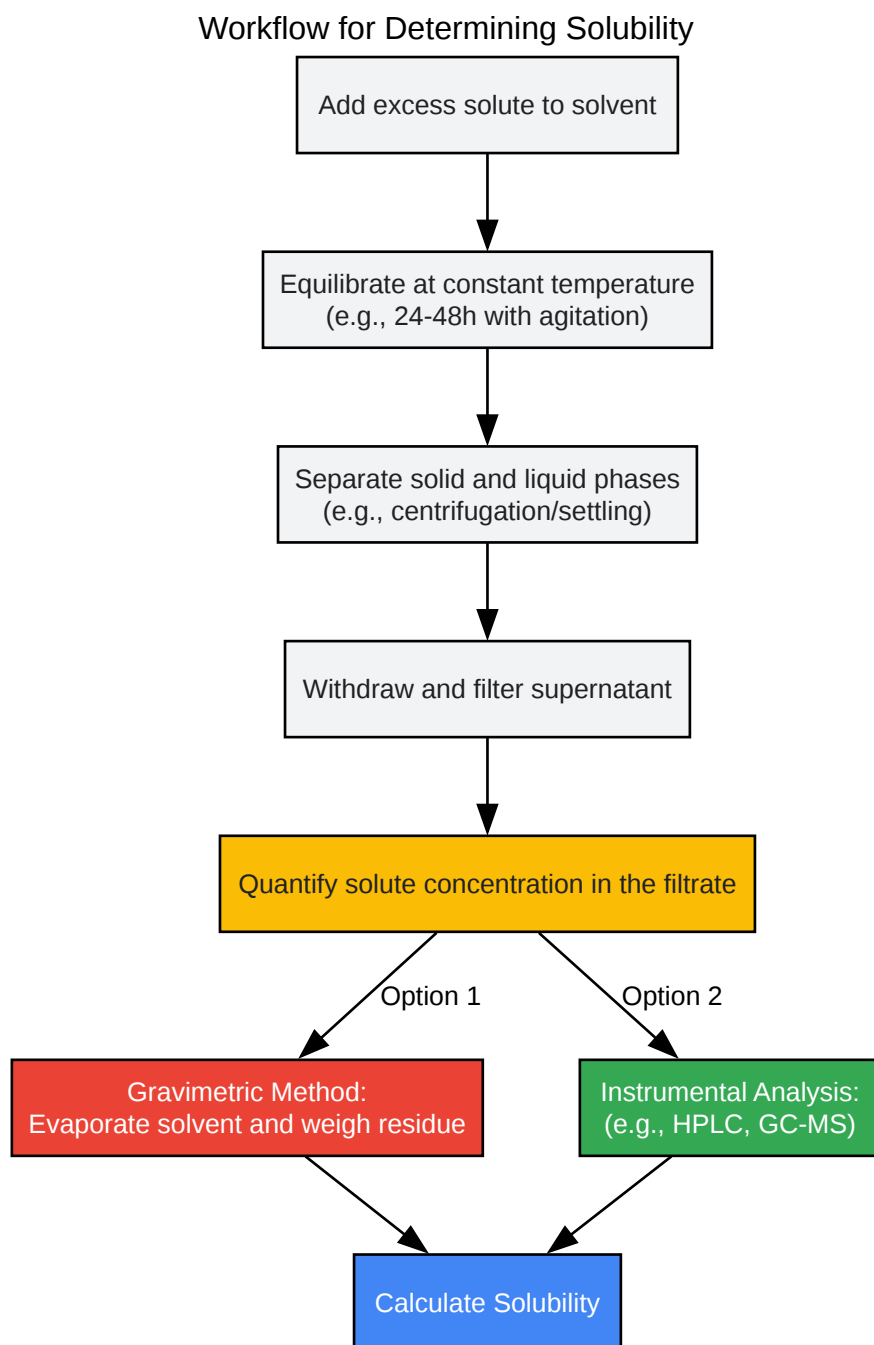 Workflow for Determining Solubility
Add excess solute to solvent
Equilibrate at constant temperature
(e.g., 24-48h with agitation)
Separate solid and liquid phases
(e.g., centrifugation/settling)
Withdraw and filter supernatant
Quantify solute concentration in the filtrate
Option 1
Option 2
Gravimetric Method:
Evaporate solvent and weigh residue
Instrumental Analysis:
(e.g., HPLC, GC-MS)
Calculate Solubility